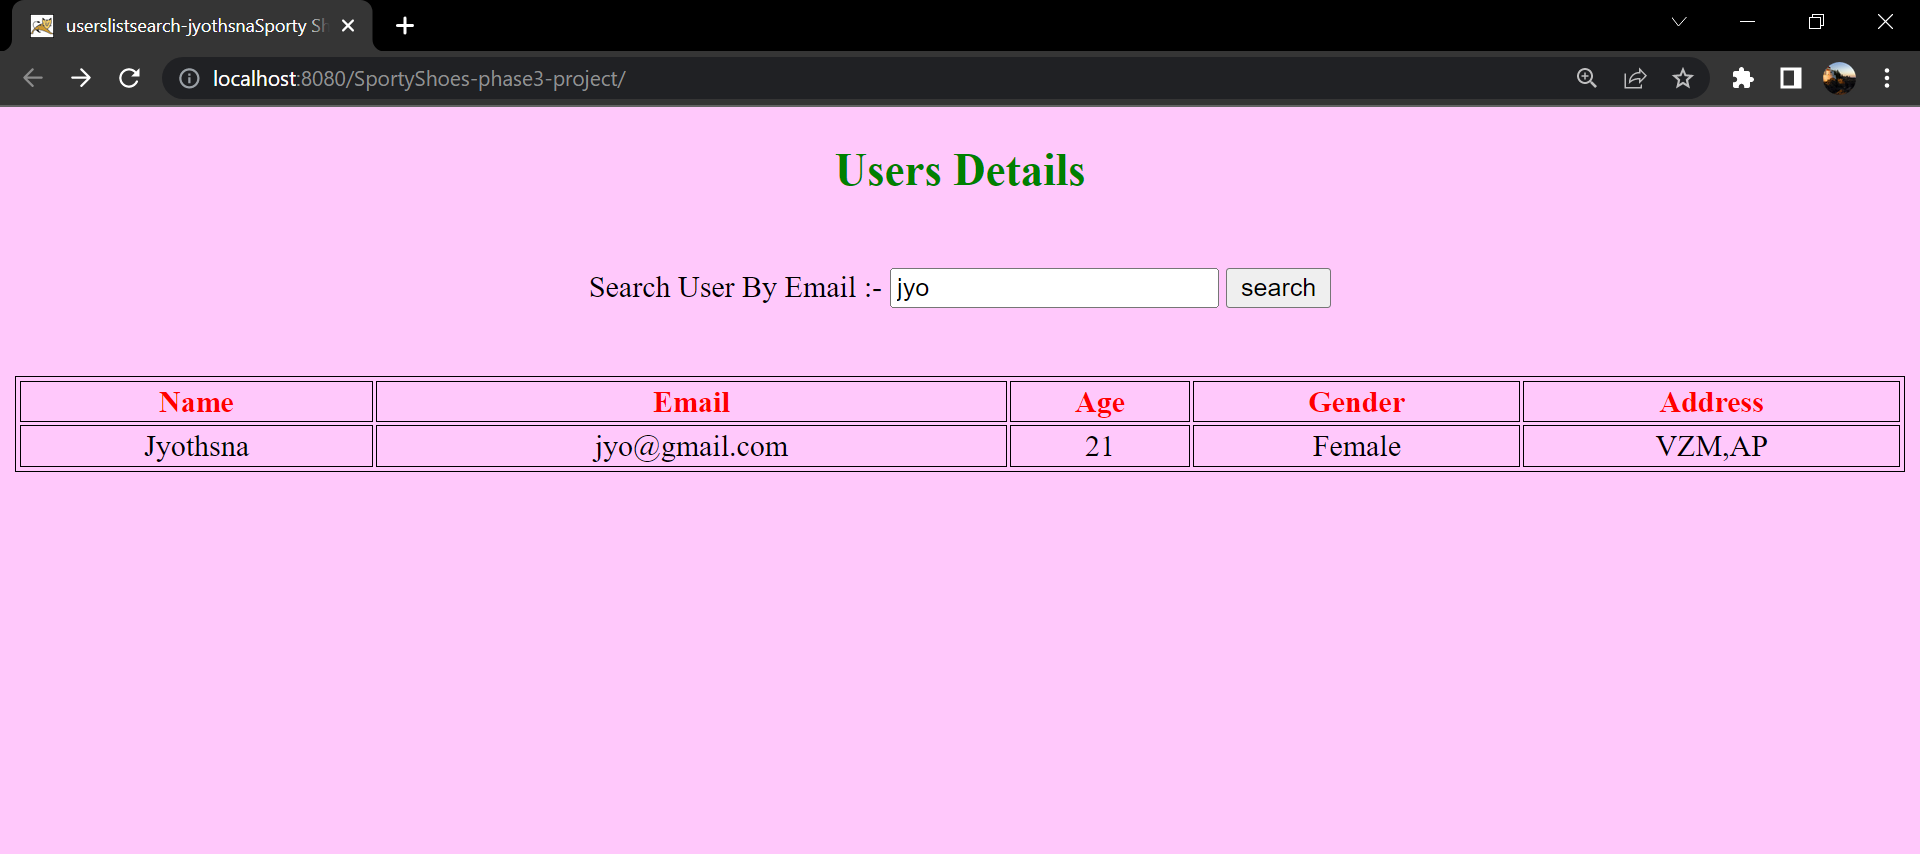 userslistsearch-jyothsnaSporty Sh
localhost:8080/SportyShoes-phase3-project/
Users Details
Search User By Email :- jyo search
Name Email Age Gender Address
Jyothsna jyo@gmail.com 21 Female VZM,AP